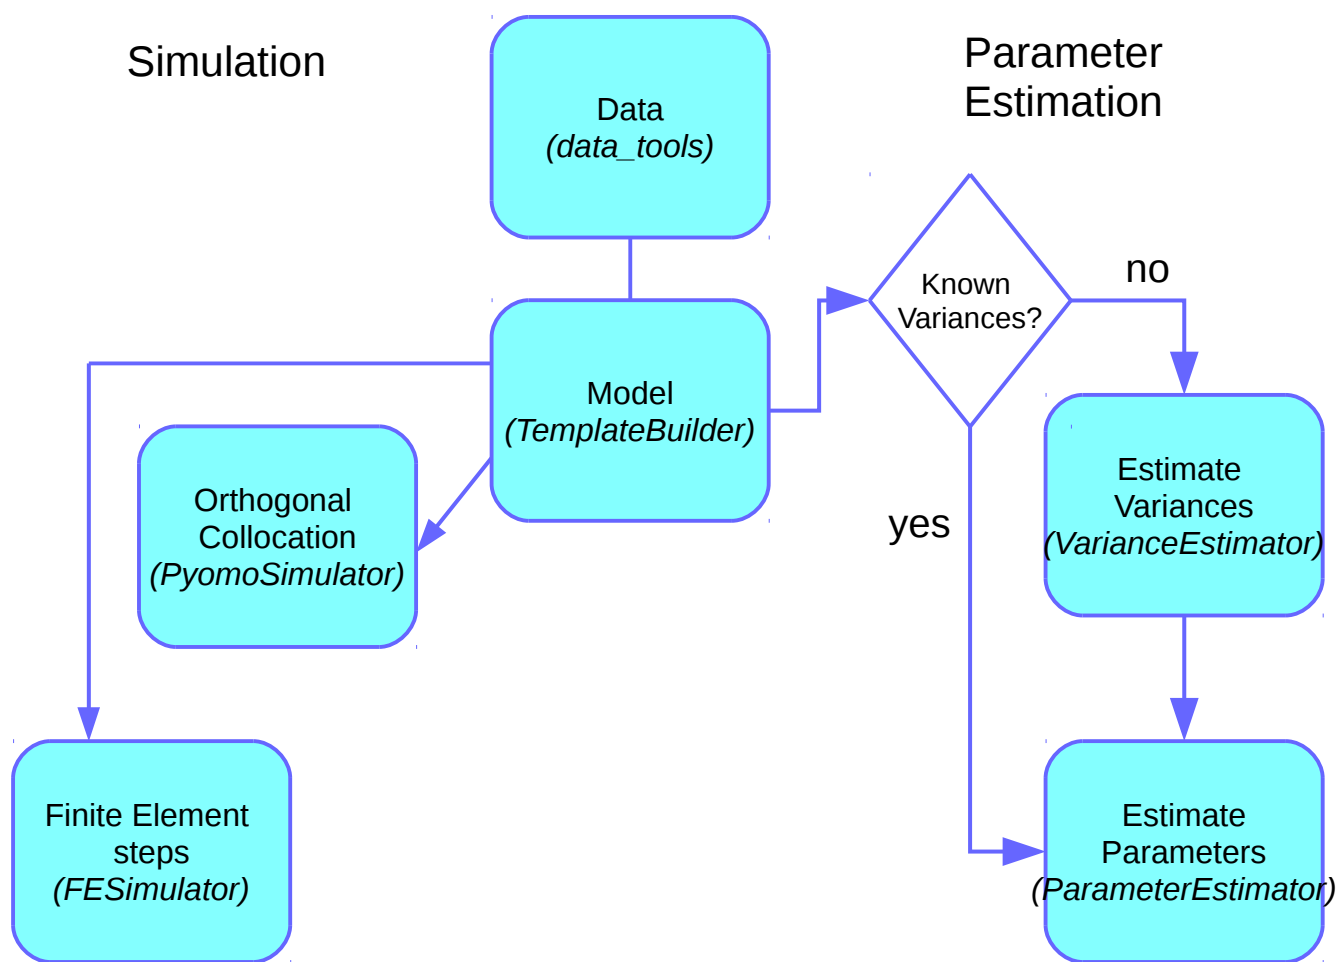 Simulation
Parameter
Estimation
Data
(data_tools)
Known
Variances?
no
Model
(TemplateBuilder)
Orthogonal
Collocation
(PyomoSimulator)
yes
Estimate
Variances
(VarianceEstimator)
Finite Element
steps
(FESimulator)
Estimate
Parameters
(ParameterEstimator)